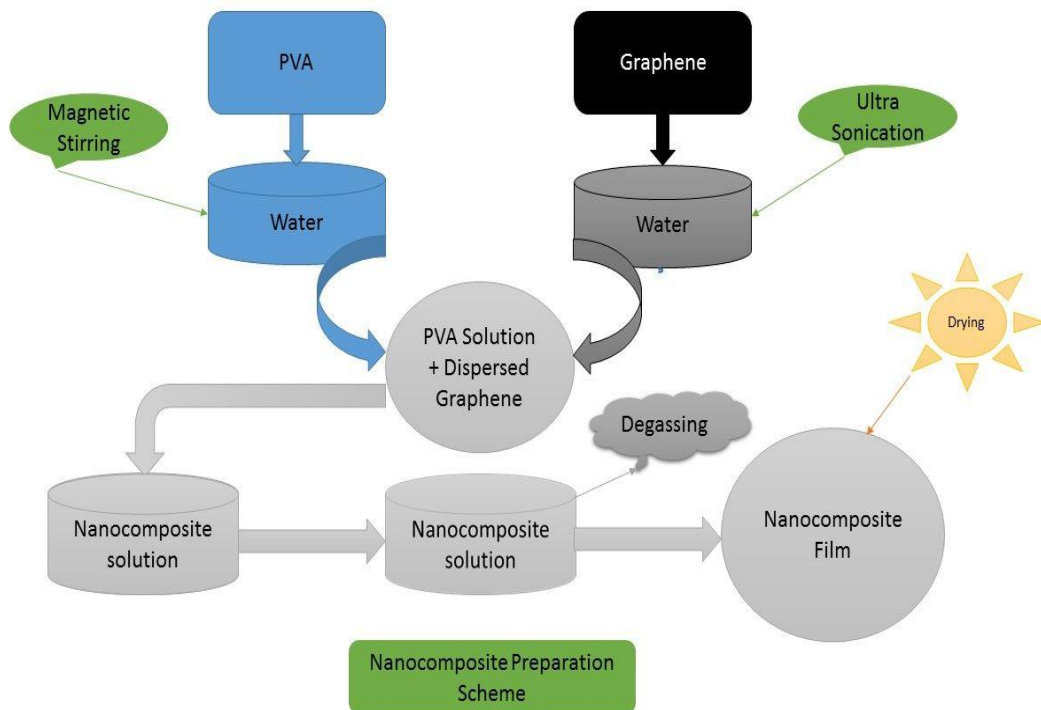 PVA
Graphene
Magnetic
Stirring
Ultra
Sonication
Water
Water
PVA Solution
+ Dispersed
Graphene
Drying
Degassing
Nanocomposite
solution
Nanocomposite
solution
Nanocomposite
Film
Nanocomposite Preparation
Scheme